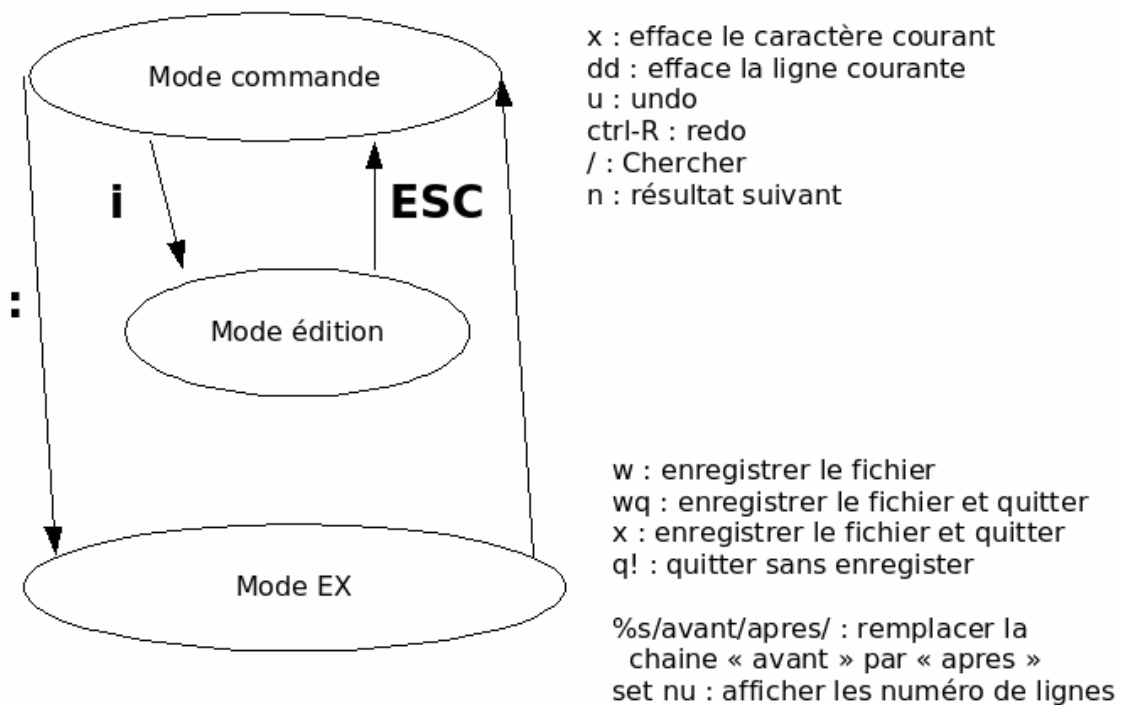 Mode commande
i
ESC
:
Mode édition
Mode EX
x : efface le caractère courant
dd : efface la ligne courante
u : undo
ctrl-R : redo
/ : Chercher
n : résultat suivant
w : enregistrer le fichier
wq : enregistrer le fichier et quitter
x : enregistrer le fichier et quitter
q! : quitter sans enregister
%s/avant/apres/ : remplacer la
chaine « avant » par « apres »
set nu : afficher les numéro de lignes